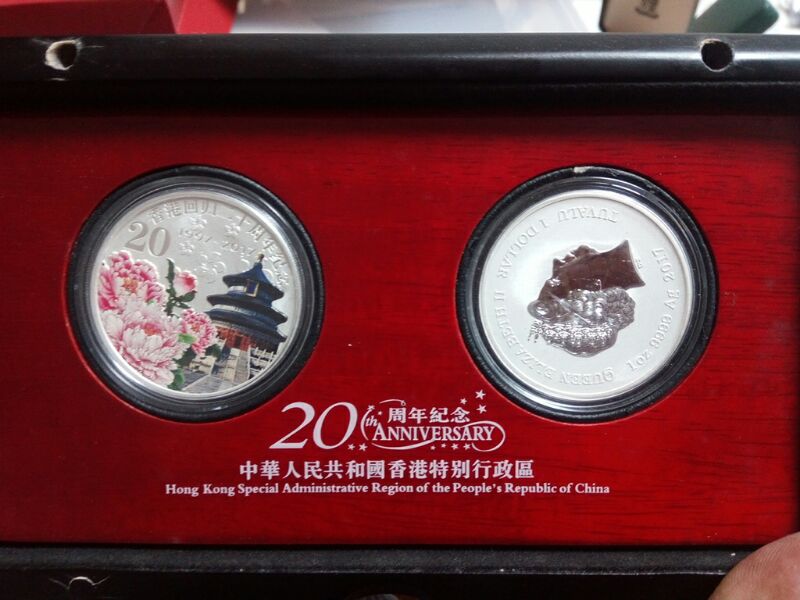 香港回归二十周年纪念
1997-2017
20
QUEEN ELIZABETH II
TUVALU 1 DOLLAR
2017 1oz 9999 Ag
20th 周年紀念
ANNIVERSARY
中華人民共和國香港特別行政區
Hong Kong Special Administrative Region of the People's Republic of China